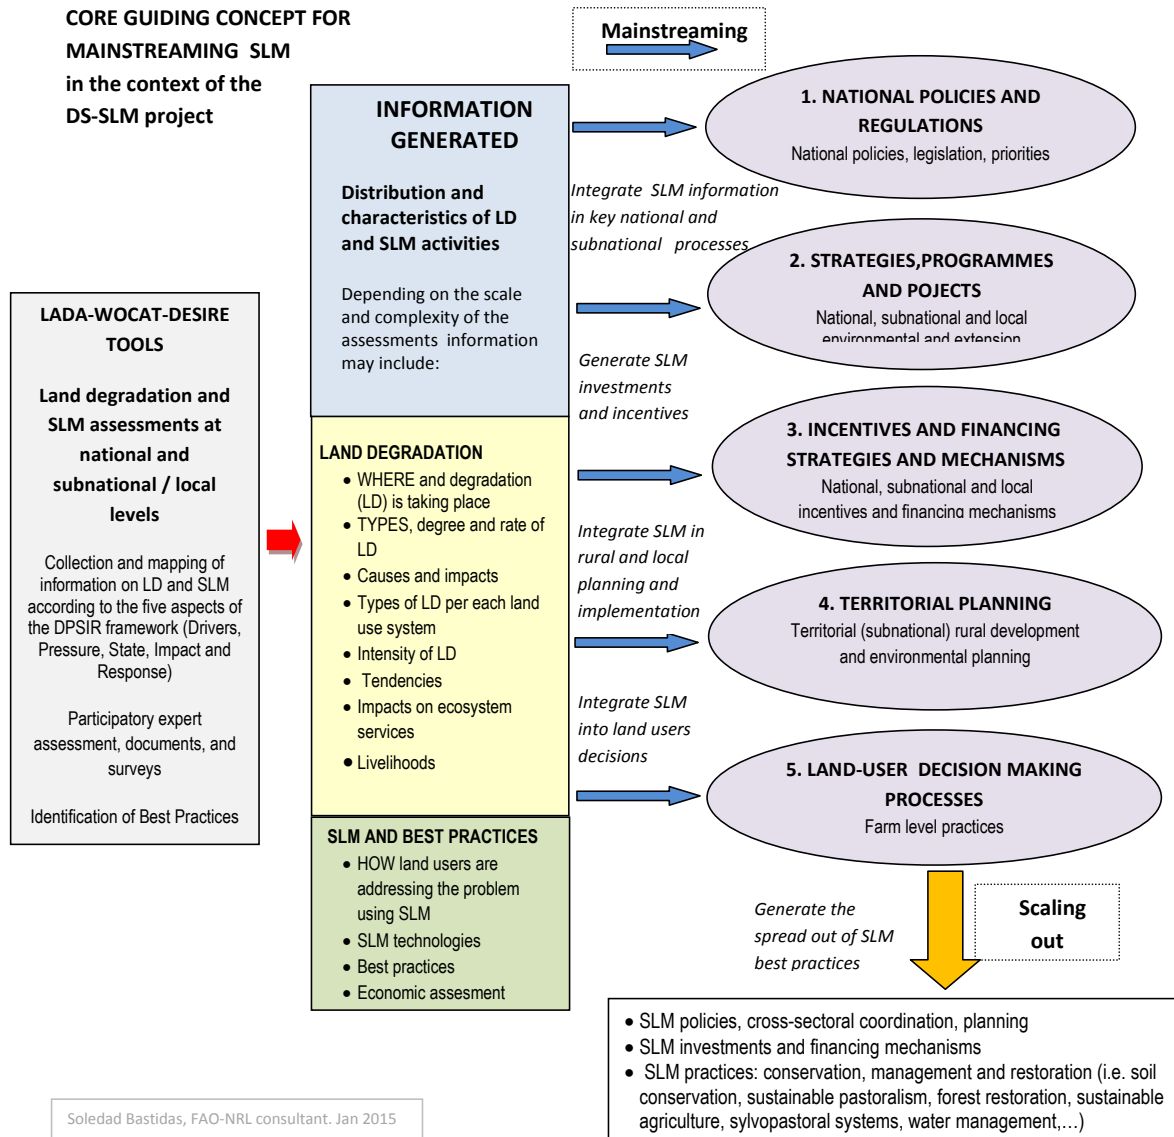 CORE GUIDING CONCEPT FOR
MAINSTREAMING SLM
in the context of the
DS-SLM project
LADA-WOCAT-DESIRE
TOOLS
Land degradation and
SLM assessments at
national and
subnational / local
levels
Collection and mapping of
information on LD and SLM
according to the five aspects of
the DPSIR framework (Drivers,
Pressure, State, Impact and
Response)
Participatory expert
assessment, documents, and
surveys
Identification of Best Practices
INFORMATION
GENERATED
Distribution and
characteristics of LD
and SLM activities
Depending on the scale
and complexity of the
assessments information
may include:
LAND DEGRADATION
• WHERE and degradation
(LD) is taking place
• TYPES, degree and rate of
LD
• Causes and impacts
• Types of LD per each land
use system
• Intensity of LD
• Tendencies
• Impacts on ecosystem
services
• Livelihoods
SLM AND BEST PRACTICES
• HOW land users are
addressing the problem
using SLM
• SLM technologies
• Best practices
• Economic assesment
Mainstreaming
Integrate SLM information
in key national and
subnational processes
Generate SLM
investments
and incentives
Integrate SLM in
rural and local
planning and
implementation
Integrate SLM
into land users
decisions
1. NATIONAL POLICIES AND
REGULATIONS
National policies, legislation, priorities
2. STRATEGIES,PROGRAMMES
AND POJECTS
National, subnational and local
environmental and extension
3. INCENTIVES AND FINANCING
STRATEGIES AND MECHANISMS
National, subnational and local
incentives and financing mechanisms
4. TERRITORIAL PLANNING
Territorial (subnational) rural development
and environmental planning
5. LAND-USER DECISION MAKING
PROCESSES
Farm level practices
Generate the
spread out of SLM
best practices
Scaling
out
• SLM policies, cross-sectoral coordination, planning
• SLM investments and financing mechanisms
• SLM practices: conservation, management and restoration (i.e. soil
conservation, sustainable pastoralism, forest restoration, sustainable
agriculture, sylvopastoral systems, water management,…)
Soledad Bastidas, FAO-NRL consultant. Jan 2015